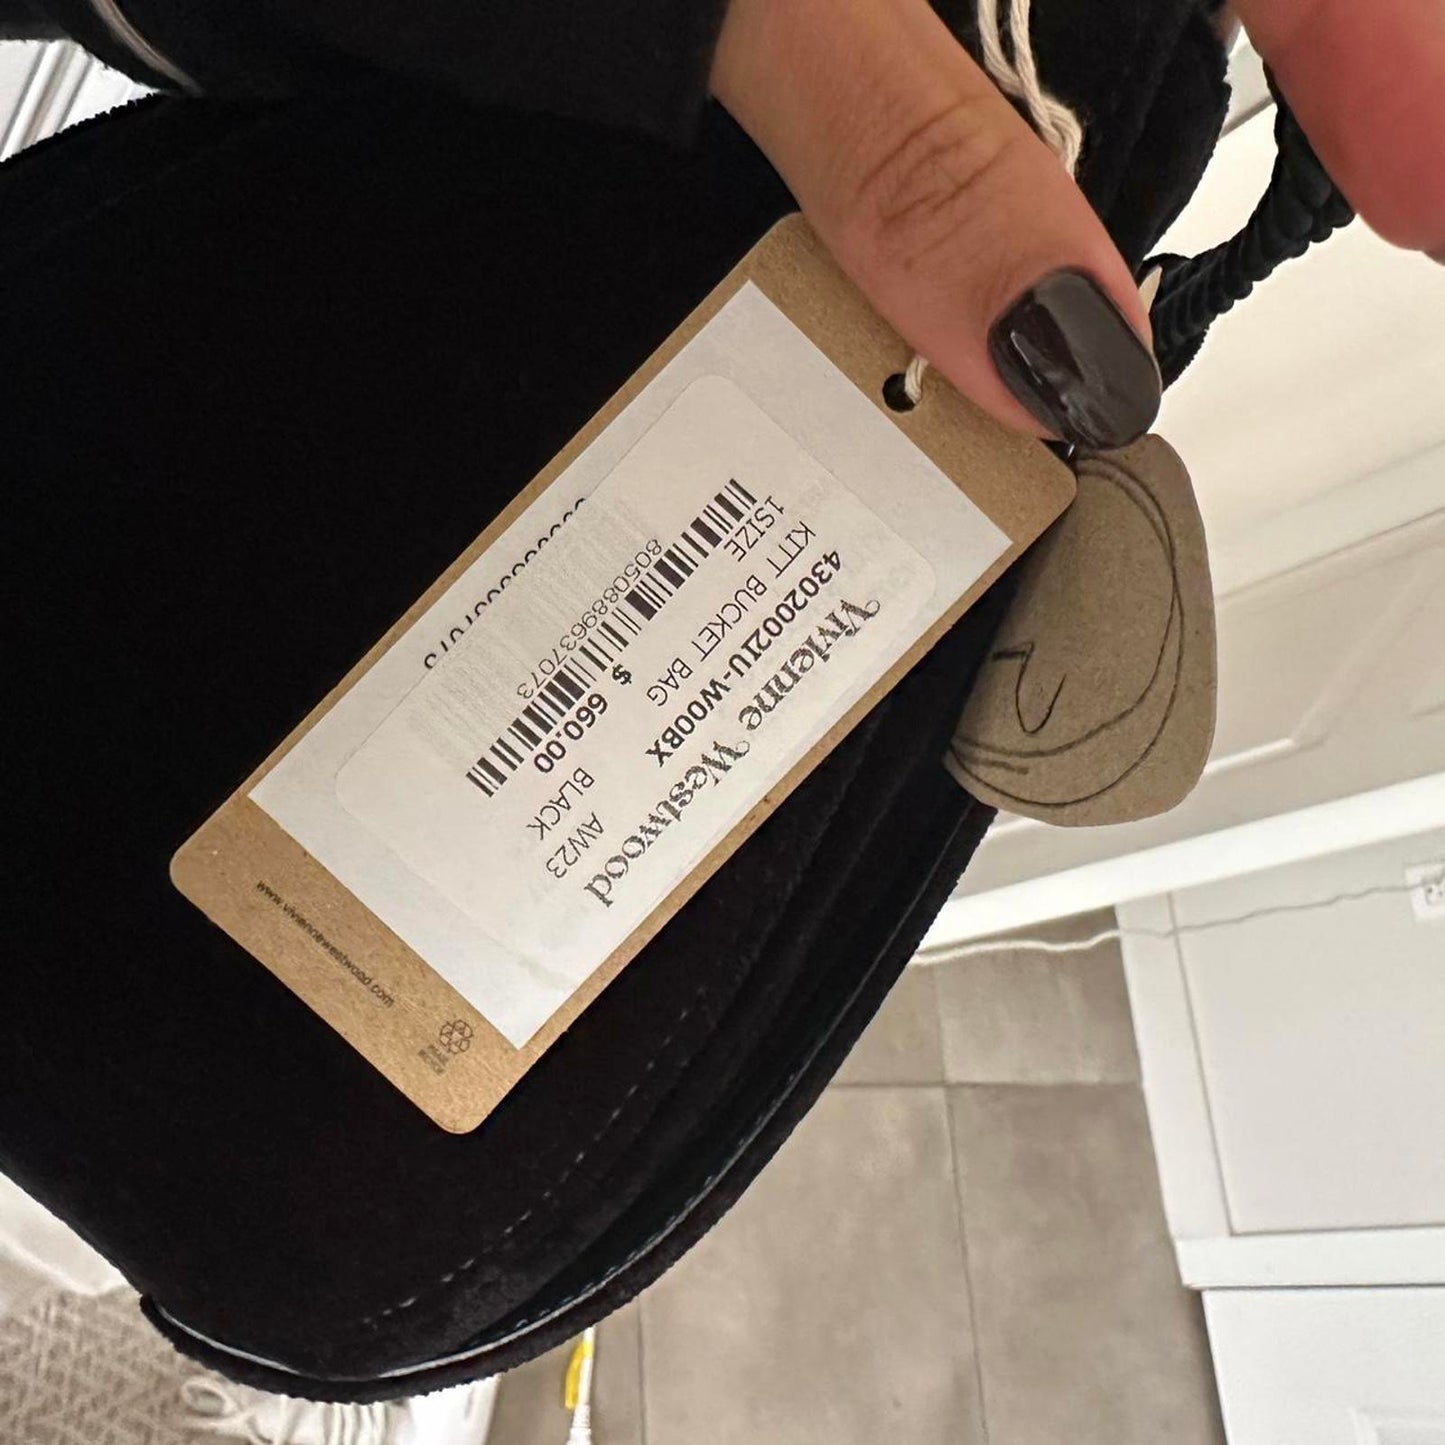 Vivienne Westwood
43020021U-W00BX
KITT BUCKET BAG AW23
1SIZE BLACK
8050889637073
$ 660.00
www.viviennewestwood.com